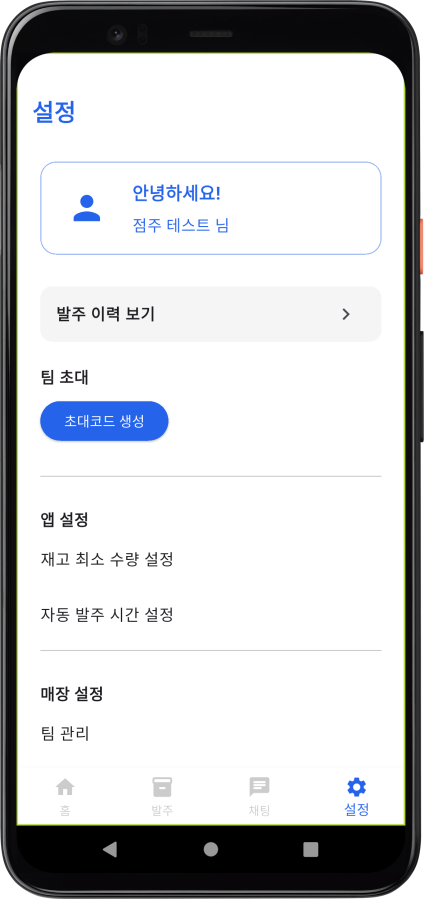 설정
안녕하세요!
점주 테스트 님
발주 이력 보기
팀 초대
초대코드 생성
앱 설정
재고 최소 수량 설정
자동 발주 시간 설정
매장 설정
팀 관리
홈 발주 채팅 설정